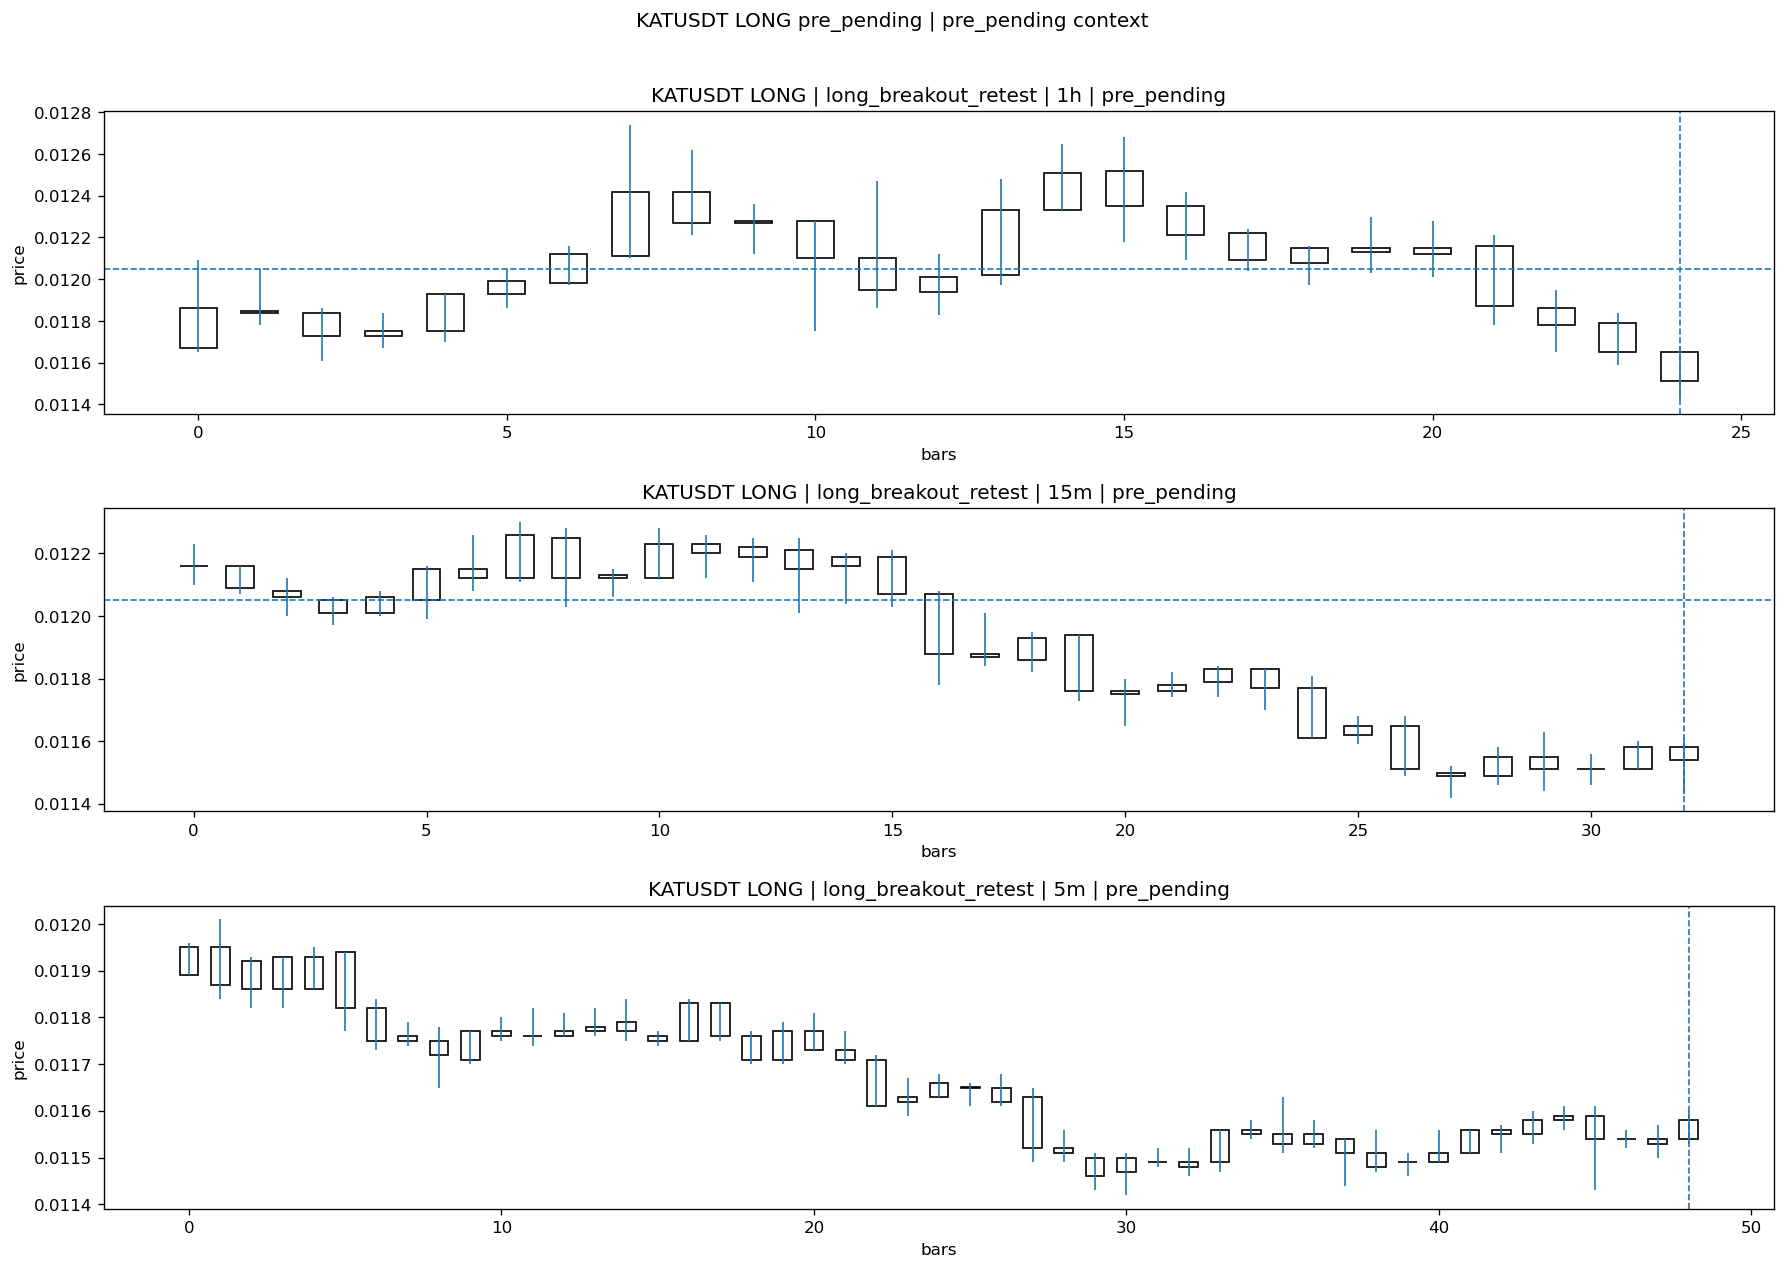 KATUSDT LONG pre_pending | pre_pending context
KATUSDT LONG | long_breakout_retest | 1h | pre_pending
0.0128
0.0126
0.0124
0.0122
0.0120
0.0118
0.0116
0.0114
price
0 5 10 15 20 25
bars
KATUSDT LONG | long_breakout_retest | 15m | pre_pending
0.0122
0.0120
0.0118
0.0116
0.0114
price
0 5 10 15 20 25 30
bars
KATUSDT LONG | long_breakout_retest | 5m | pre_pending
0.0120
0.0119
0.0118
0.0117
0.0116
0.0115
0.0114
price
0 10 20 30 40 50
bars